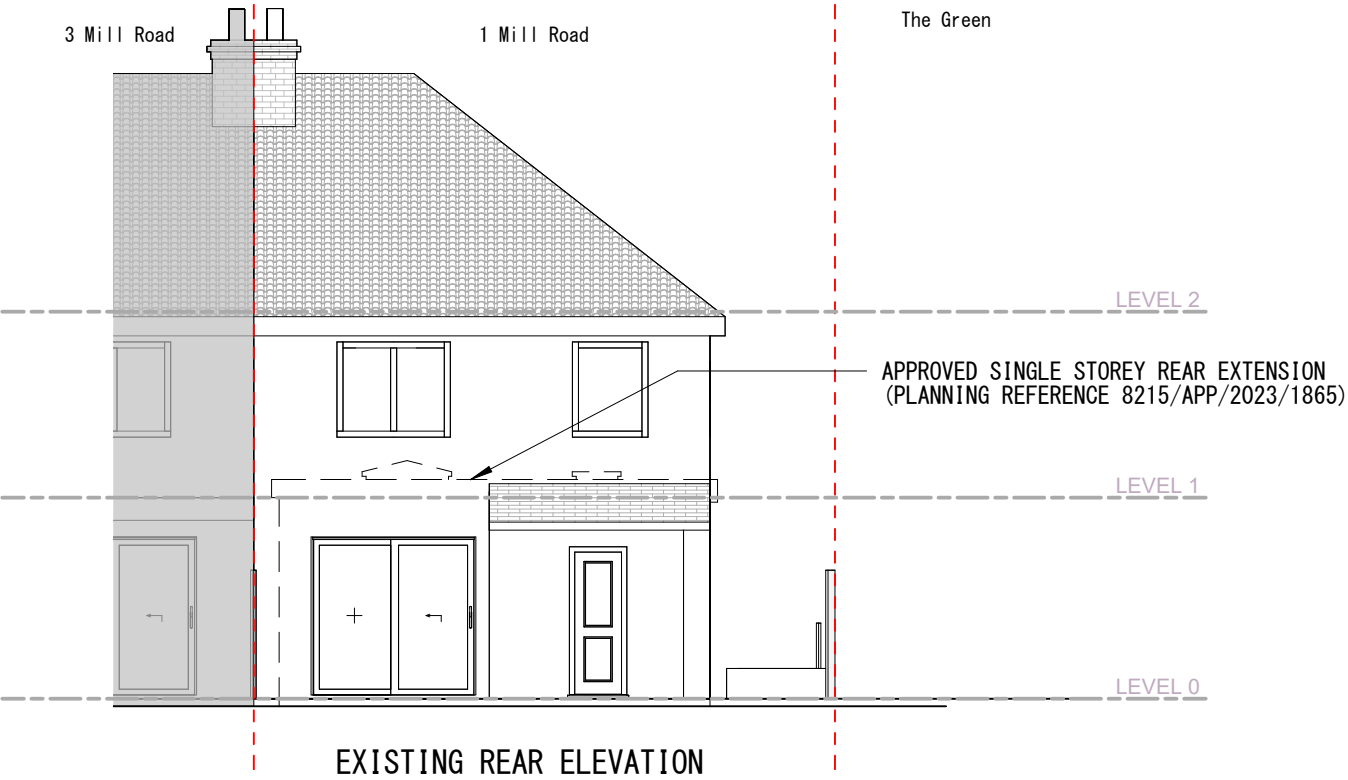 3 Mill Road
1 Mill Road
The Green
LEVEL 2
APPROVED SINGLE STOREY REAR EXTENSION
(PLANNING REFERENCE 8215/APP/2023/1865)
LEVEL 1
LEVEL 0
EXISTING REAR ELEVATION